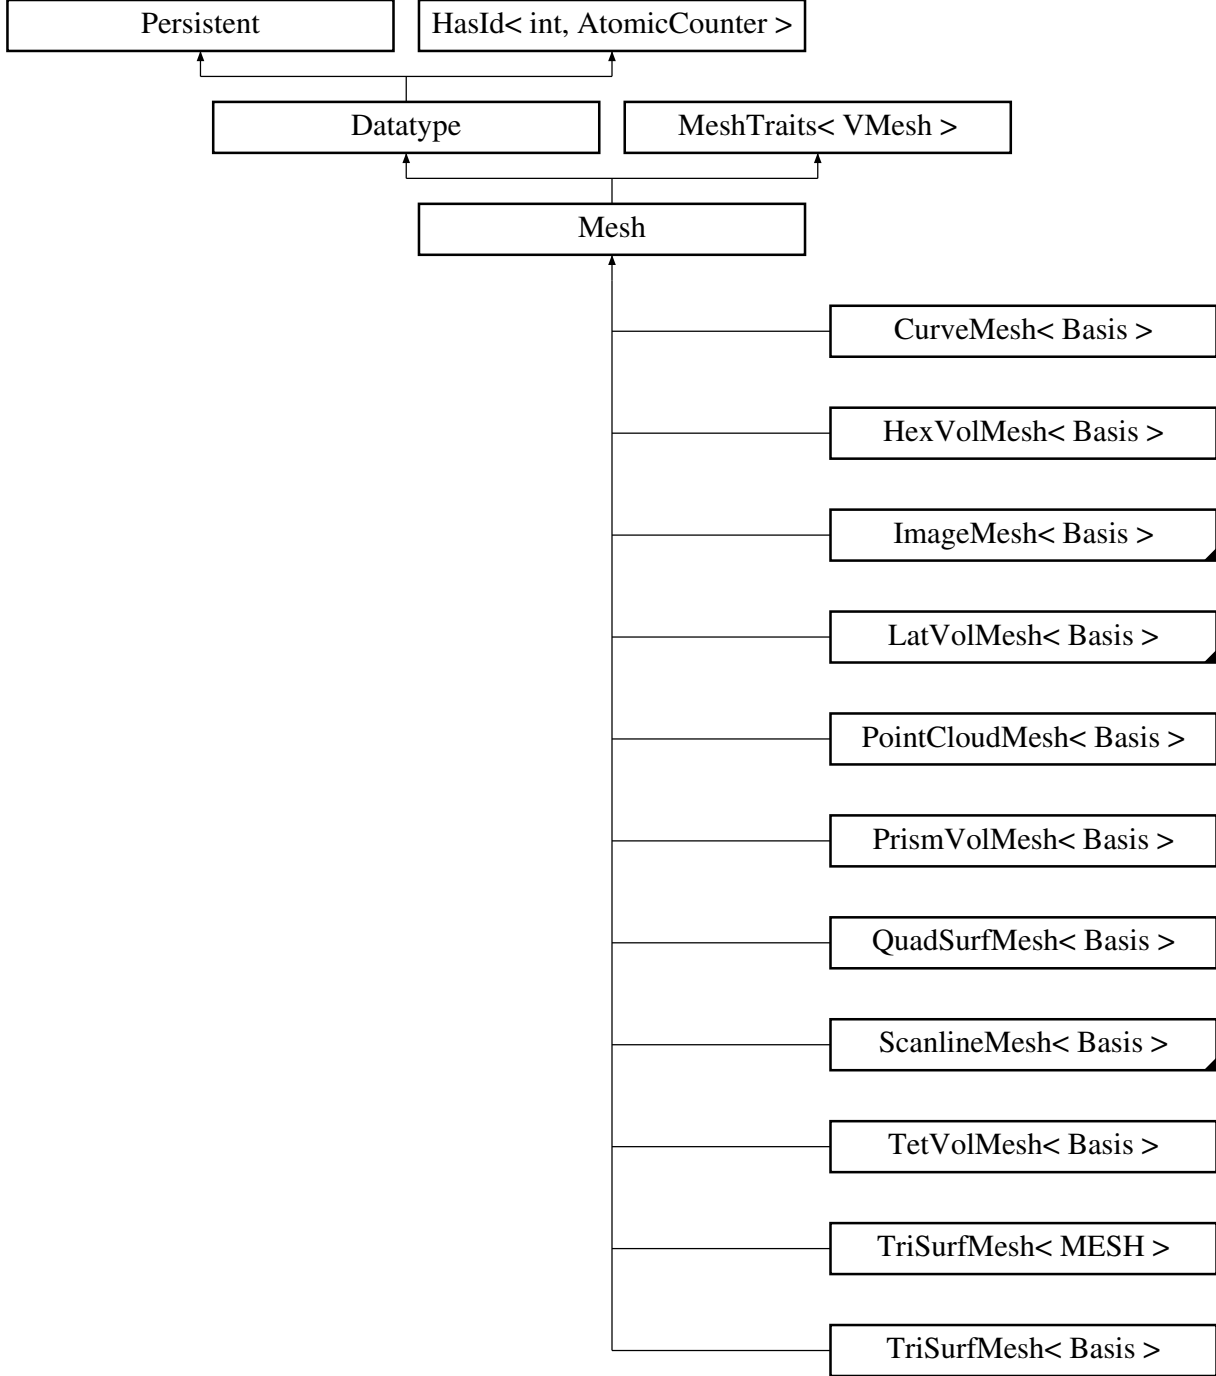 Persistent
HasId< int, AtomicCounter >
Datatype
MeshTraits< VMesh >
Mesh
CurveMesh< Basis >
HexVolMesh< Basis >
ImageMesh< Basis >
LatVolMesh< Basis >
PointCloudMesh< Basis >
PrismVolMesh< Basis >
QuadSurfMesh< Basis >
ScanlineMesh< Basis >
TetVolMesh< Basis >
TriSurfMesh< MESH >
TriSurfMesh< Basis >